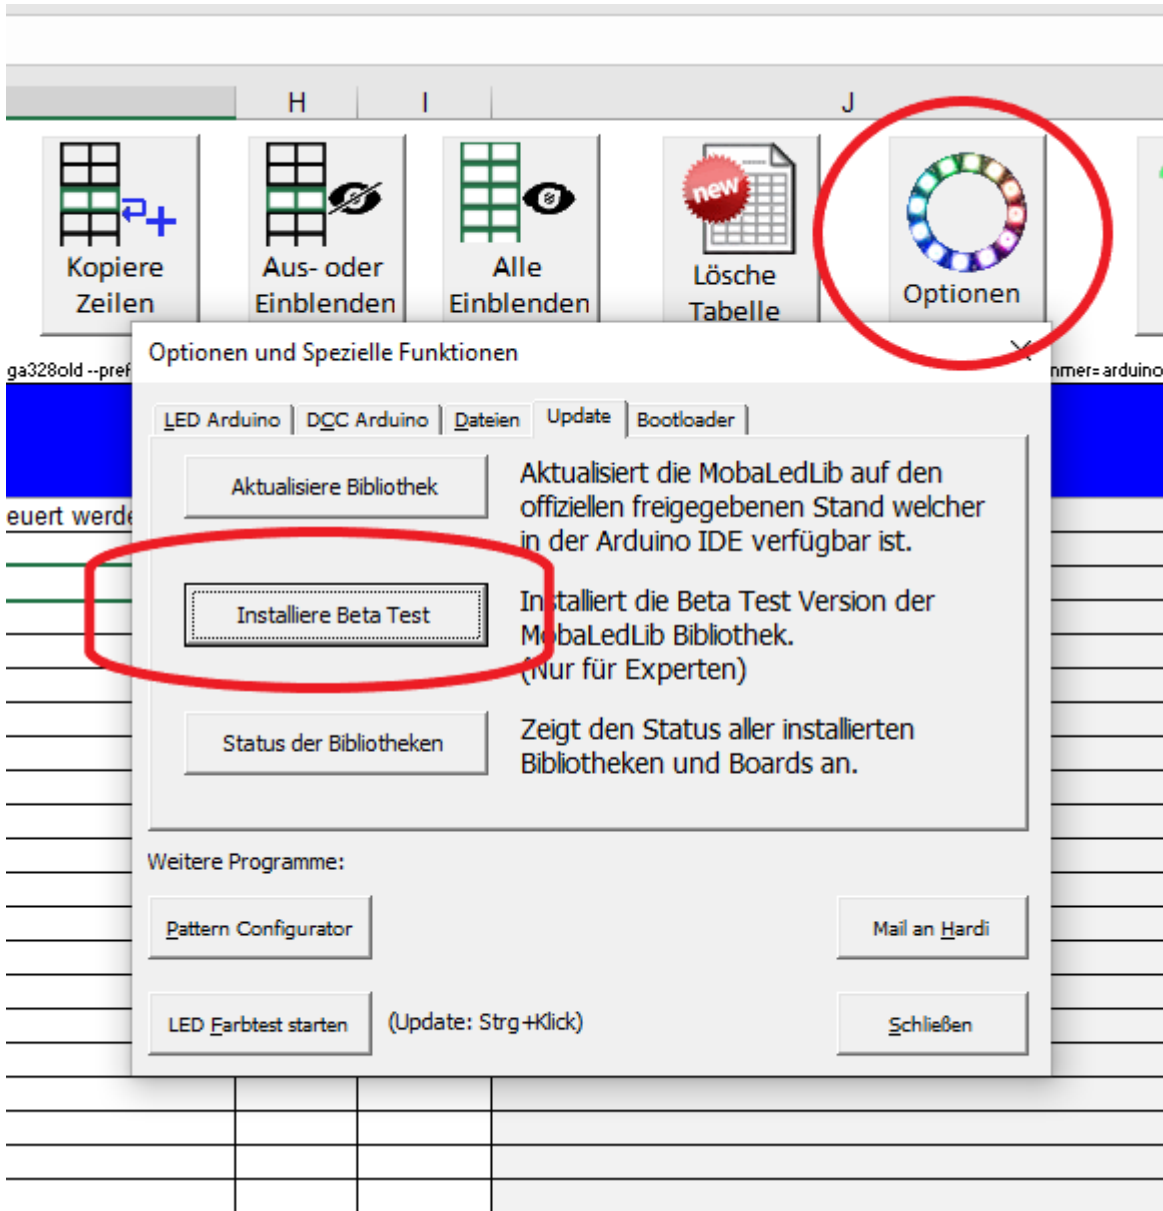 H I J
Kopiere
Zeilen
Aus- oder
Einblenden
Alle
Einblenden
new
Lösche
Tabelle
Optionen
ga328old --pref
nmer=arduino
Optionen und Spezielle Funktionen
LED Arduino DCC Arduino Dateien Update Bootloader
euert werde
Aktualisiere Bibliothek
Aktualisiert die MobaLedLib auf den
offiziellen freigegebenen Stand welcher
in der Arduino IDE verfügbar ist.
Installiere Beta Test
Installiert die Beta Test Version der
MobaLedLib Bibliothek.
(Nur für Experten)
Status der Bibliotheken
Zeigt den Status aller installierten
Bibliotheken und Boards an.
Weitere Programme:
Pattern Configurator
Mail an Hardi
LED Farbtest starten
(Update: Strg+Klick)
Schließen